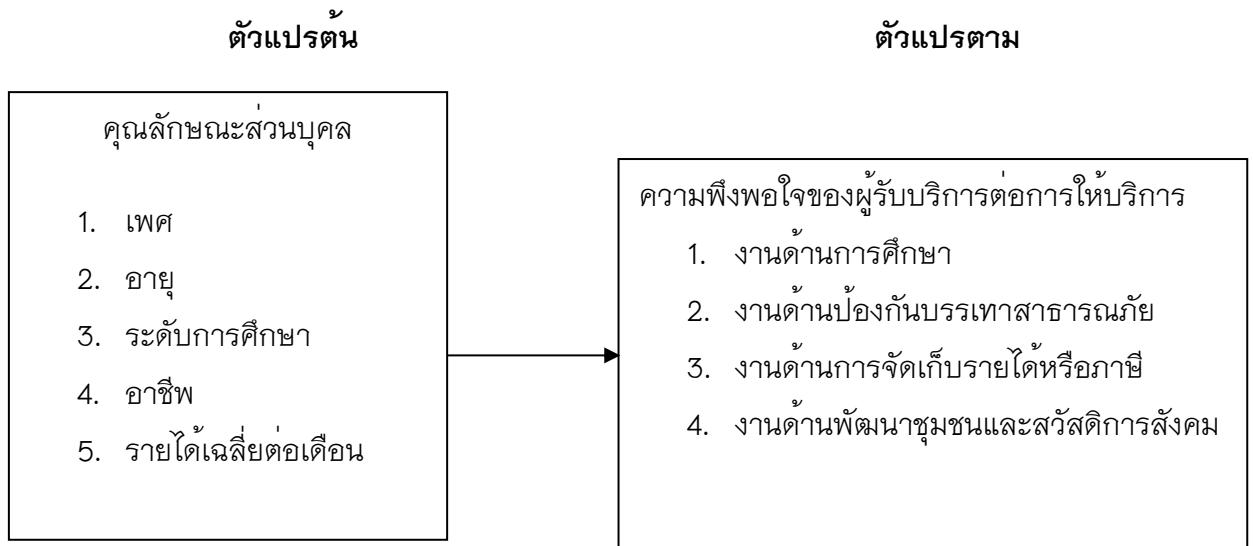 ตัวแปรต้น
ตัวแปรตาม
คุณลักษณะส่วนบุคล
1. เพศ
2. อายุ
3. ระดับการศึกษา
4. อาชีพ
5. รายได้เฉลี่ยต่อเดือน
ความพึงพอใจของผู้รับบริการต่อการให้บริการ
1. งานด้านการศึกษา
2. งานด้านป้องกันบรรเทาสาธารณภัย
3. งานด้านการจัดเก็บรายได้หรือภาษี
4. งานด้านพัฒนาชุมชนและสวัสดิการสังคม